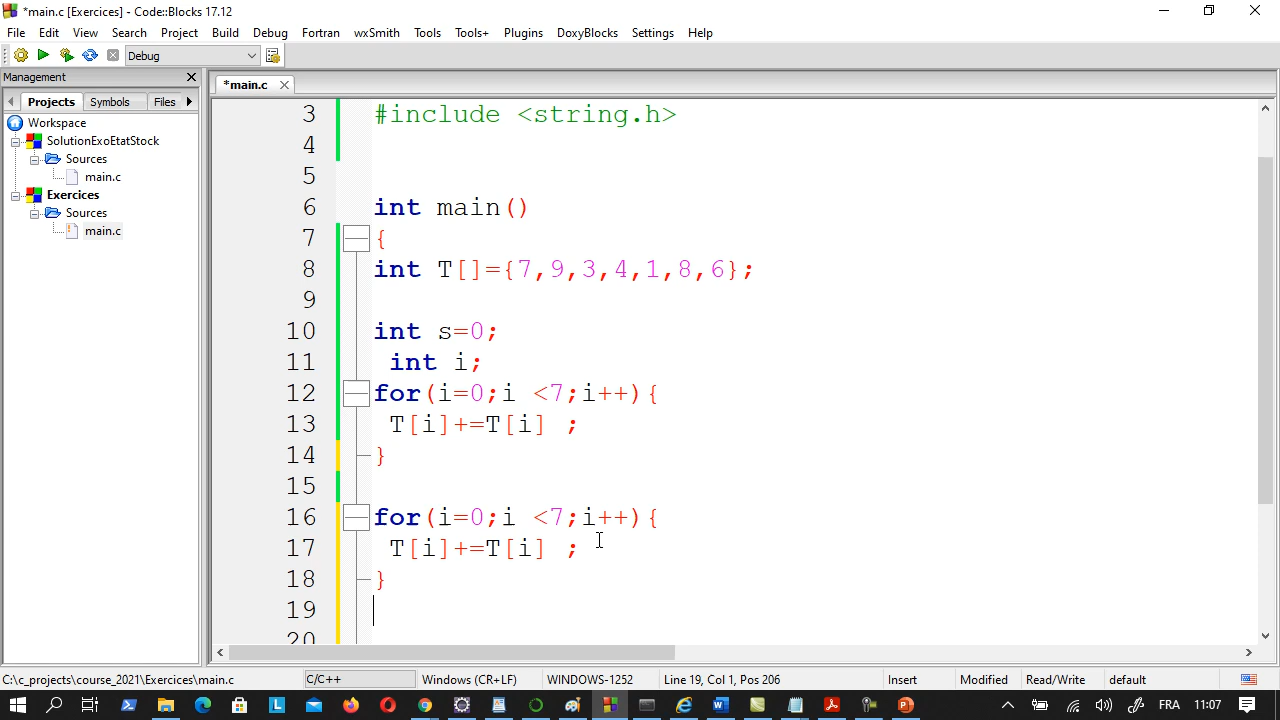 *main.c [Exercices] - Code::Blocks 17.12
File Edit View Search Project Build Debug Fortran wxSmith Tools Tools+ Plugins DoxyBlocks Settings Help
Debug
Management
*main.c
Projects Symbols Files
Workspace
SolutionExoEtatStock
Sources
main.c
Exercices
Sources
main.c
3 #include <string.h>
4
5
6 int main()
7 {
8 int T[]={7,9,3,4,1,8,6};
9
10 int s=0;
11 int i;
12 for(i=0;i <7;i++){
13 T[i]+=T[i] ;
14 }
15
16 for(i=0;i <7;i++){
17 T[i]+=T[i] ;
18 }
19
20
C:\c_projects\course_2021\Exercices\main.c C/C++ Windows (CR+LF) WINDOWS-1252 Line 19, Col 1, Pos 206 Insert Modified Read/Write default
FRA 11:07